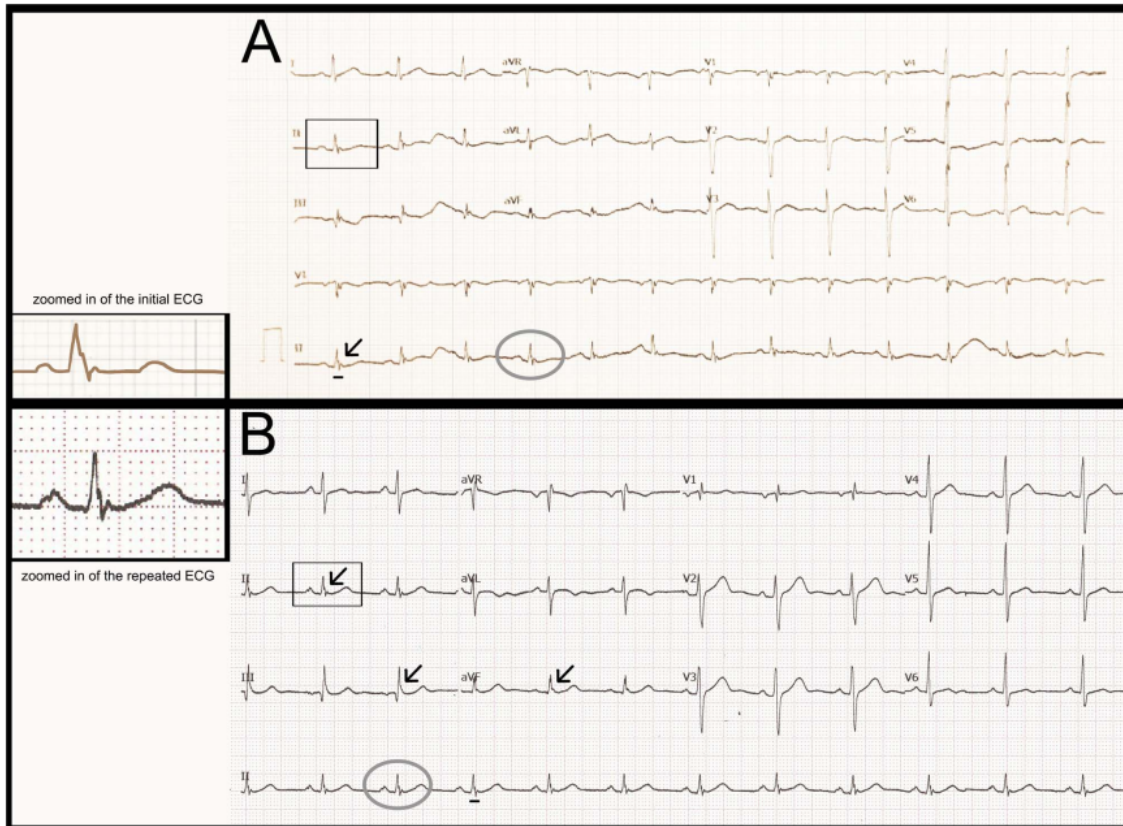 A
I aVR V1 V4
II aVL V2 V5
III aVF V3 V6
V1
II
zoomed in of the initial ECG
B
I aVR V1 V4
II aVL V2 V5
III aVF V3 V6
II
zoomed in of the repeated ECG